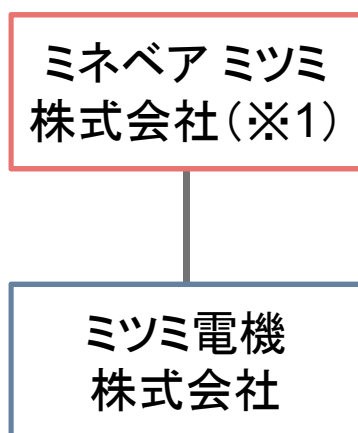 ミネベア ミツミ
株式会社（※1）
ミツミ電機
株式会社